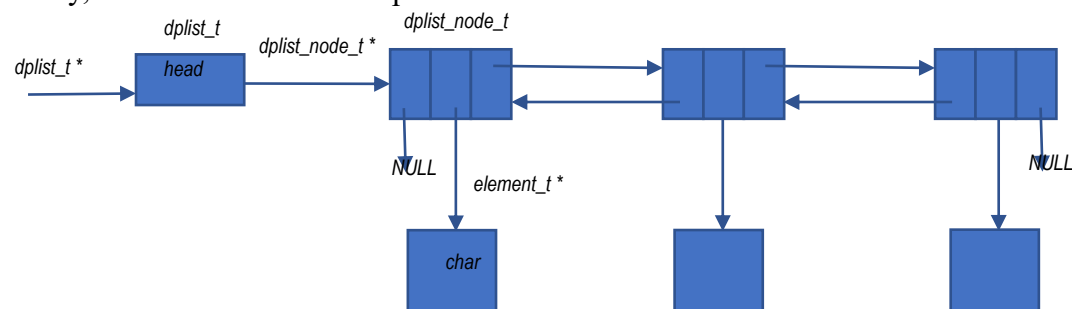 dplist_t
dplist_node_t
dplist_node_t *
dplist_t *
head
NULL
NULL
element_t *
char